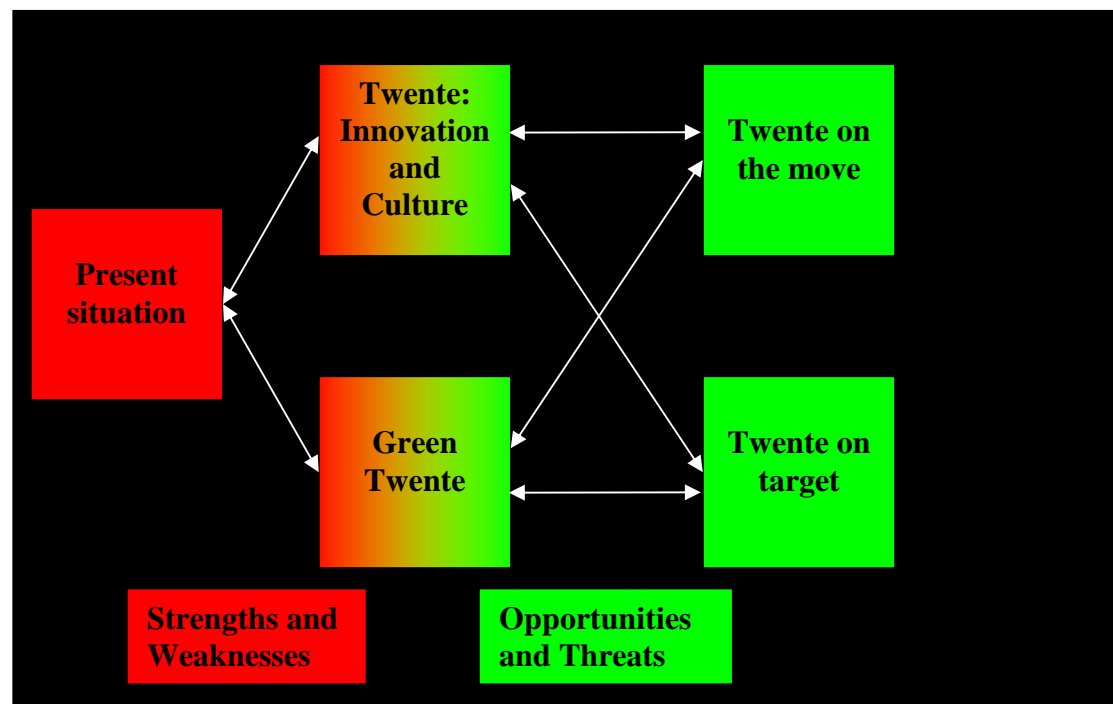 Present
situation
Twente:
Innovation
and
Culture
Green
Twente
Twente on
the move
Twente on
target
Strengths and
Weaknesses
Opportunities
and Threats